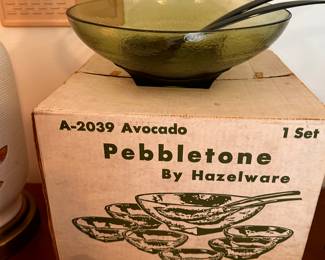 A-2039 Avocado 1 Set
Pebbletone
By Hazelware